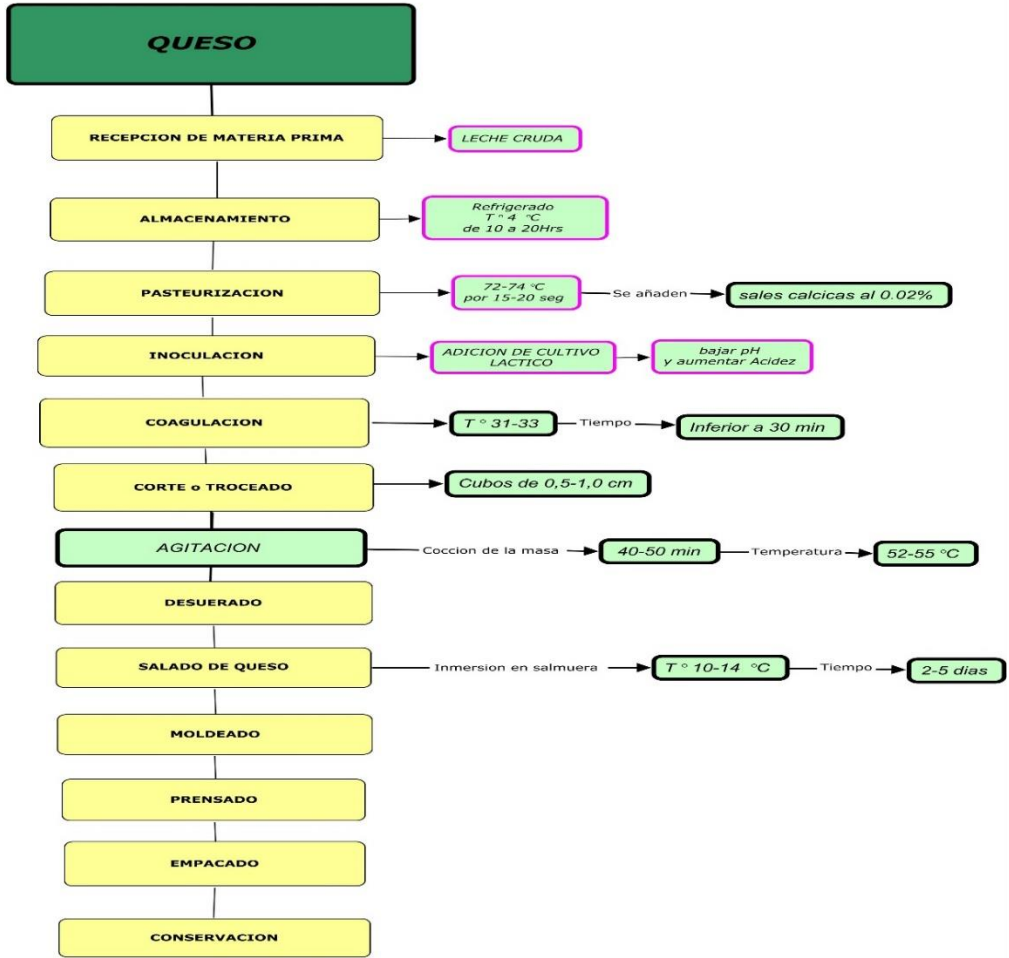 QUESO
RECEPCION DE MATERIA PRIMA
LECHE CRUDA
ALMACENAMIENTO
Refrigerado
T° 4 °C
de 10 a 20Hrs
PASTEURIZACION
72-74 °C
por 15-20 seg
Se añaden
sales calcicas al 0.02%
INOCULACION
ADICION DE CULTIVO
LACTICO
bajar pH
y aumentar Acidez
COAGULACION
T° 31-33
Tiempo
Inferior a 30 min
CORTE o TROCEADO
Cubos de 0,5-1,0 cm
AGITACION
Coccion de la masa
40-50 min
Temperatura
52-55 °C
DESUERADO
SALADO DE QUESO
Inmersion en salmuera
T° 10-14 °C
Tiempo
2-5 dias
MOLDEADO
PRENSADO
EMPACADO
CONSERVACION